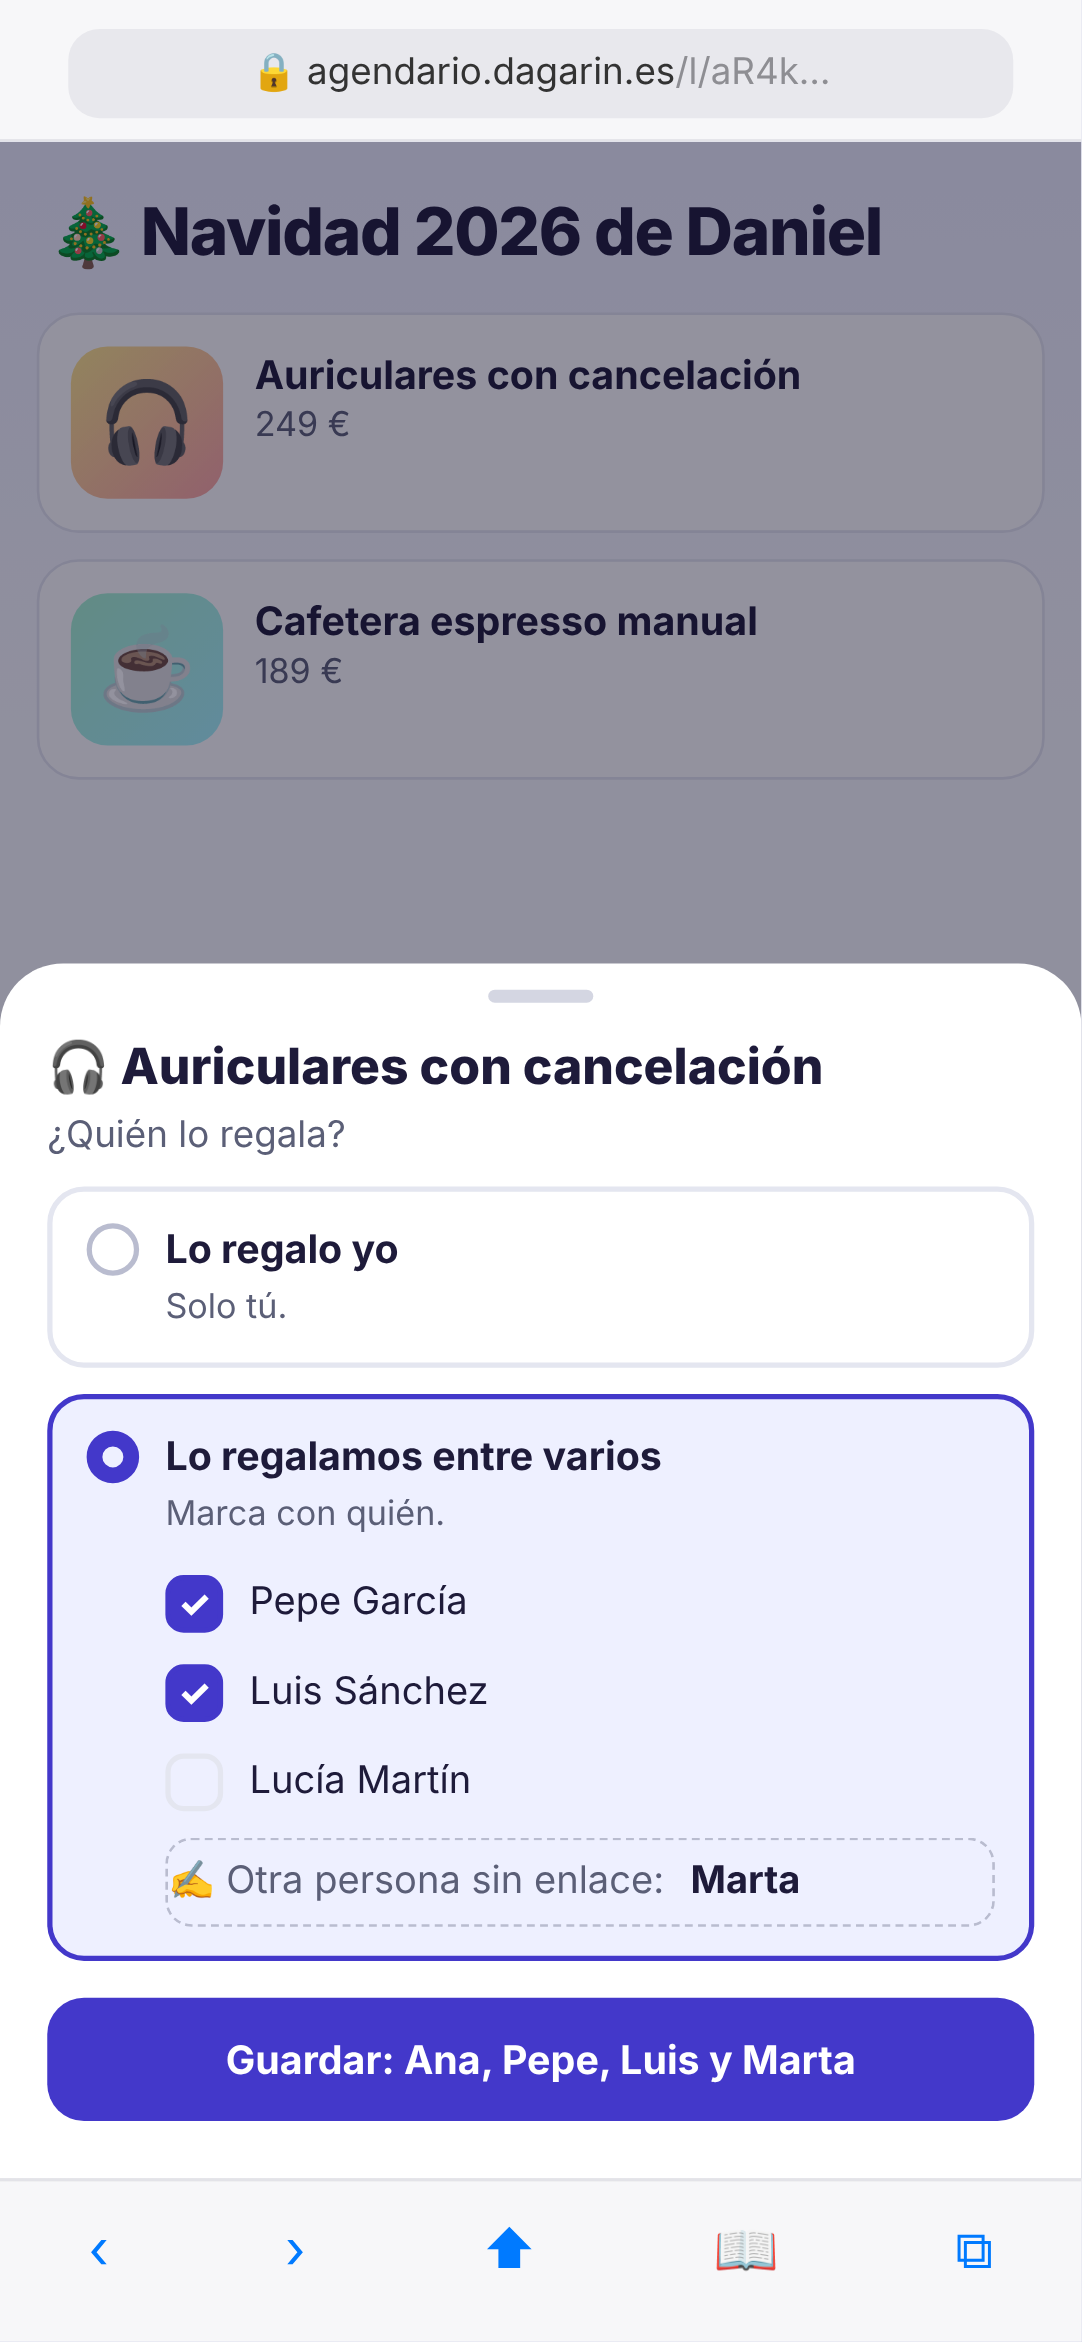 agendario.dagarin.es/l/aR4k...
Navidad 2026 de Daniel
Auriculares con cancelación
249 €
Cafetera espresso manual
189 €
Auriculares con cancelación
¿Quién lo regala?
Lo regalo yo
Solo tú.
Lo regalamos entre varios
Marca con quién.
Pepe García
Luis Sánchez
Lucía Martín
Otra persona sin enlace: Marta
Guardar: Ana, Pepe, Luis y Marta